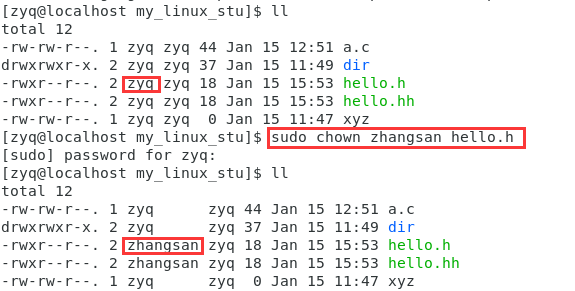 [zyq@localhost my_linux_stu]$ ll
total 12
-rw-rw-r--. 1 zyq zyq 44 Jan 15 12:51 a.c
drwxrwxr-x. 2 zyq zyq 37 Jan 15 11:49 dir
-rwxr--r--. 2 zyq zyq 18 Jan 15 15:53 hello.h
-rwxr--r--. 2 zyq zyq 18 Jan 15 15:53 hello.hh
-rw-rw-r--. 1 zyq zyq  0 Jan 15 11:47 xyz
[zyq@localhost my_linux_stu]$ sudo chown zhangsan hello.h
[sudo] password for zyq:
[zyq@localhost my_linux_stu]$ ll
total 12
-rw-rw-r--. 1 zyq      zyq 44 Jan 15 12:51 a.c
drwxrwxr-x. 2 zyq      zyq 37 Jan 15 11:49 dir
-rwxr--r--. 2 zhangsan zyq 18 Jan 15 15:53 hello.h
-rwxr--r--. 2 zhangsan zyq 18 Jan 15 15:53 hello.hh
-rw-rw-r--. 1 zyq      zyq  0 Jan 15 11:47 xyz